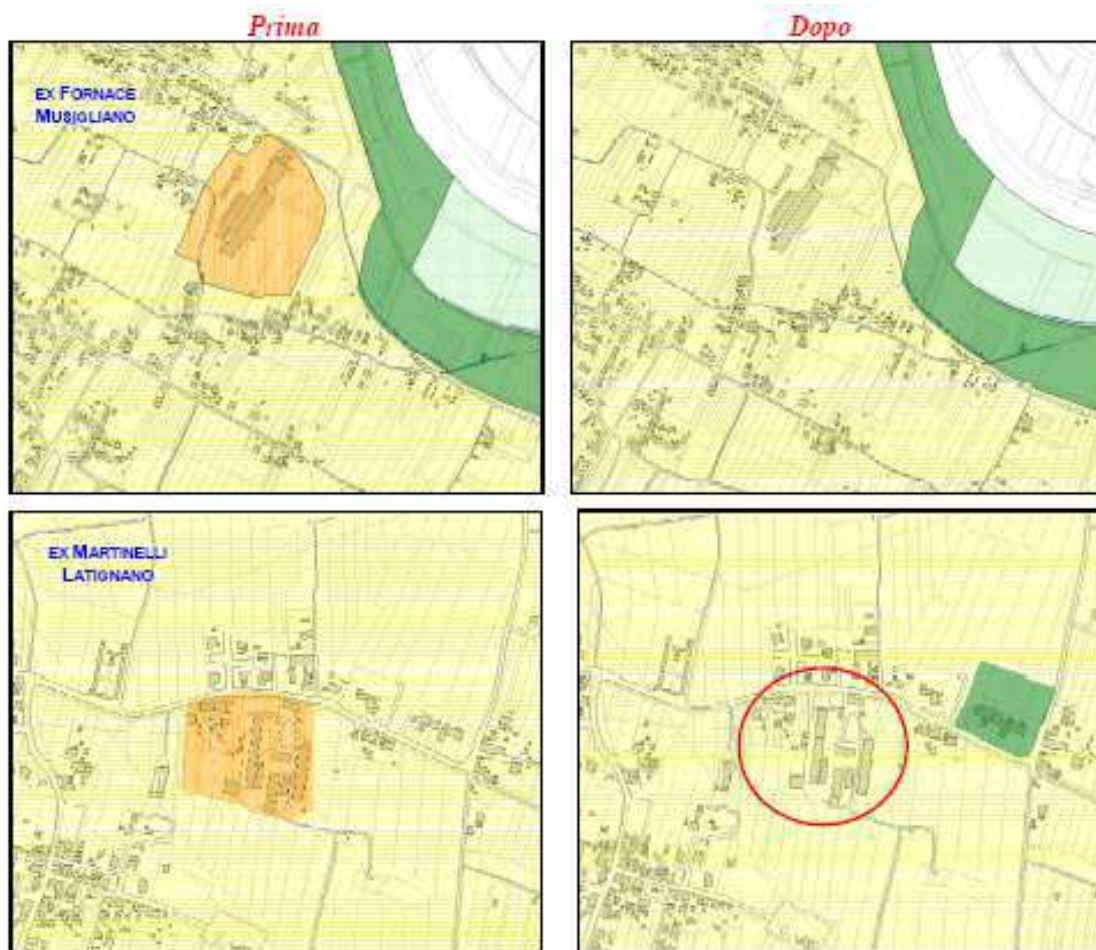 Prima
Dopo
EX FORNACE
MUSIGLIANO
EX MARTINELLI
LATIGNANO